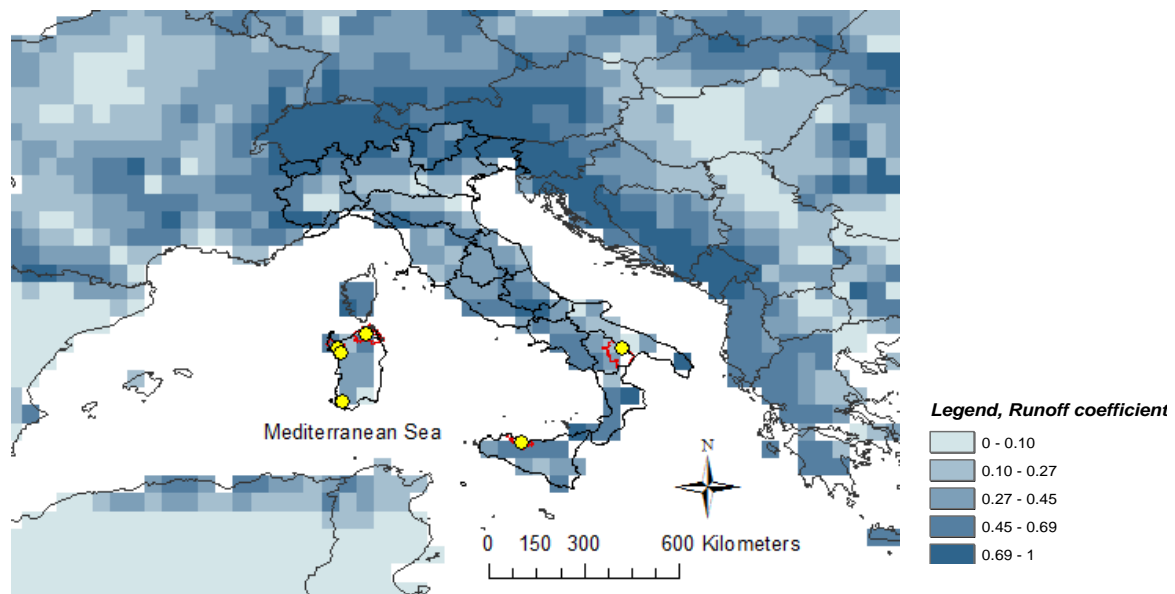 Mediterranean Sea
N
0 150 300 600 Kilometers
Legend, Runoff coefficient
0 - 0.10
0.10 - 0.27
0.27 - 0.45
0.45 - 0.69
0.69 - 1